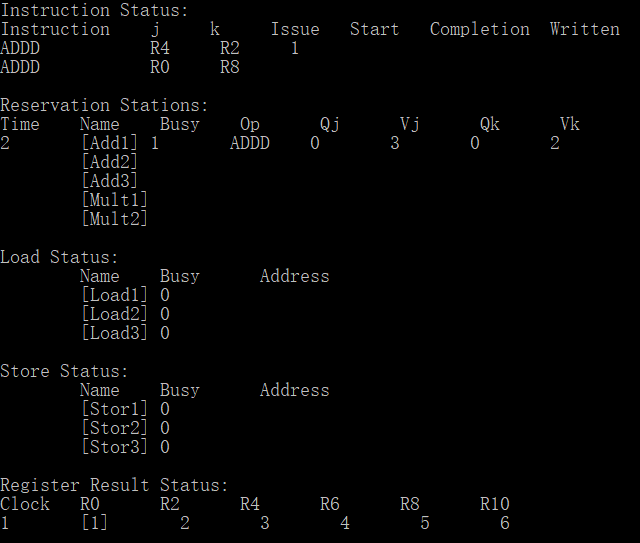 Instruction Status:
Instruction j k Issue Start Completion Written
ADDD R4 R2 1
ADDD R0 R8
Reservation Stations:
Time Name Busy Op Qj Vj Qk Vk
2 [Add1] 1 ADDD 0 3 0 2
[Add2]
[Add3]
[Mult1]
[Mult2]
Load Status:
Name Busy Address
[Load1] 0
[Load2] 0
[Load3] 0
Store Status:
Name Busy Address
[Stor1] 0
[Stor2] 0
[Stor3] 0
Register Result Status:
Clock R0 R2 R4 R6 R8 R10
1 [1] 2 3 4 5 6